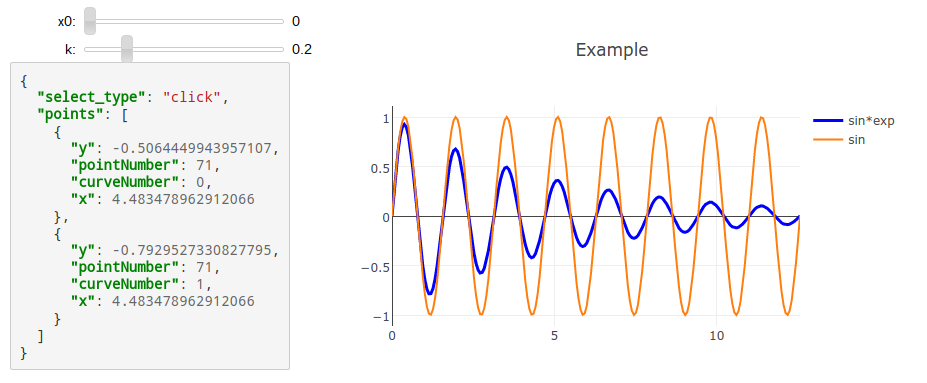 x0: 0
k: 0.2
{
"select_type": "click",
"points": [
{
"y": -0.5064449943957107,
"pointNumber": 71,
"curveNumber": 0,
"x": 4.483478962912066
},
{
"y": -0.7929527330827795,
"pointNumber": 71,
"curveNumber": 1,
"x": 4.483478962912066
}
]
}
Example
1
0.5
0
−0.5
−1
0 5 10
sin*exp
sin